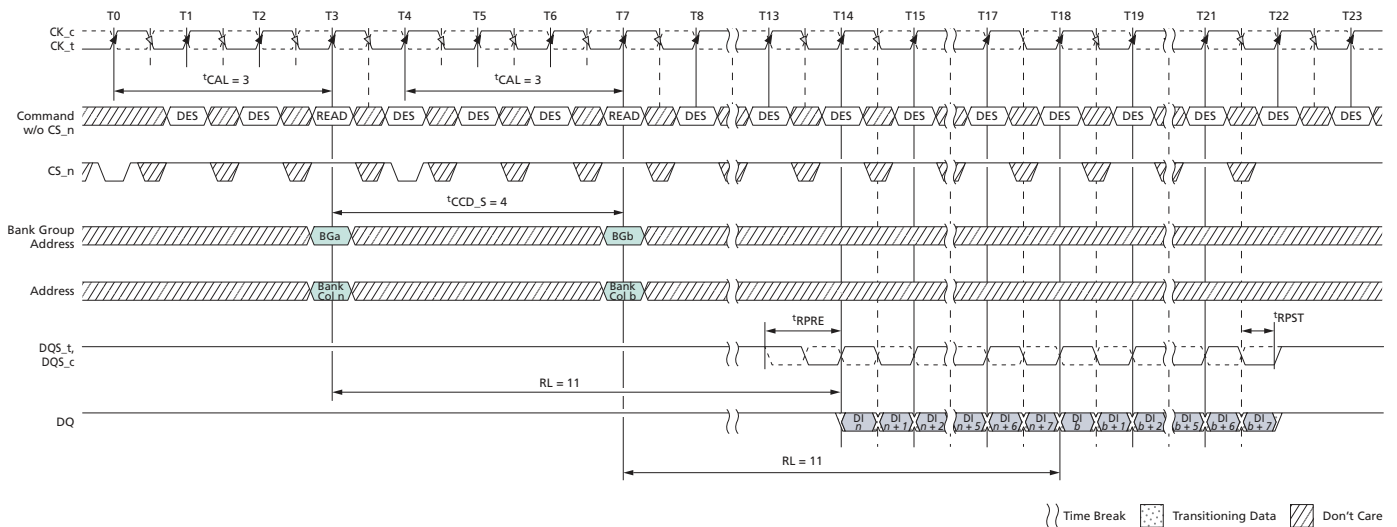 T0 T1 T2 T3 T4 T5 T6 T7 T8 T13 T14 T15 T17 T18 T19 T21 T22 T23
CK_c
CK_t
tCAL = 3 tCAL = 3
Command
w/o CS_n
DES DES READ DES DES DES READ DES DES DES DES DES DES DES DES DES DES
CS_n
tCCD_S = 4
Bank Group
Address
BGa BGb
Address
Bank
Col n
Bank
Col b
tRPRE tRPST
DQS_t,
DQS_c
RL = 11
DQ
DI
n
DI
n + 1
DI
n + 2
DI
n + 5
DI
n + 6
DI
n + 7
DI
b
DI
b + 1
DI
b + 2
DI
b + 5
DI
b + 6
DI
b + 7
RL = 11
Time Break Transitioning Data Don't Care